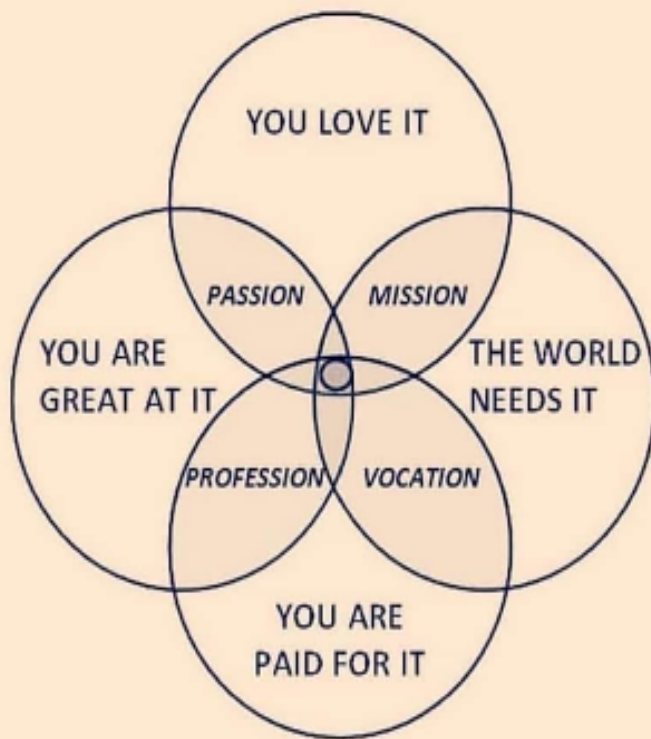 YOU LOVE IT
PASSION
MISSION
YOU ARE
GREAT AT IT
THE WORLD
NEEDS IT
PROFESSION
VOCATION
YOU ARE
PAID FOR IT